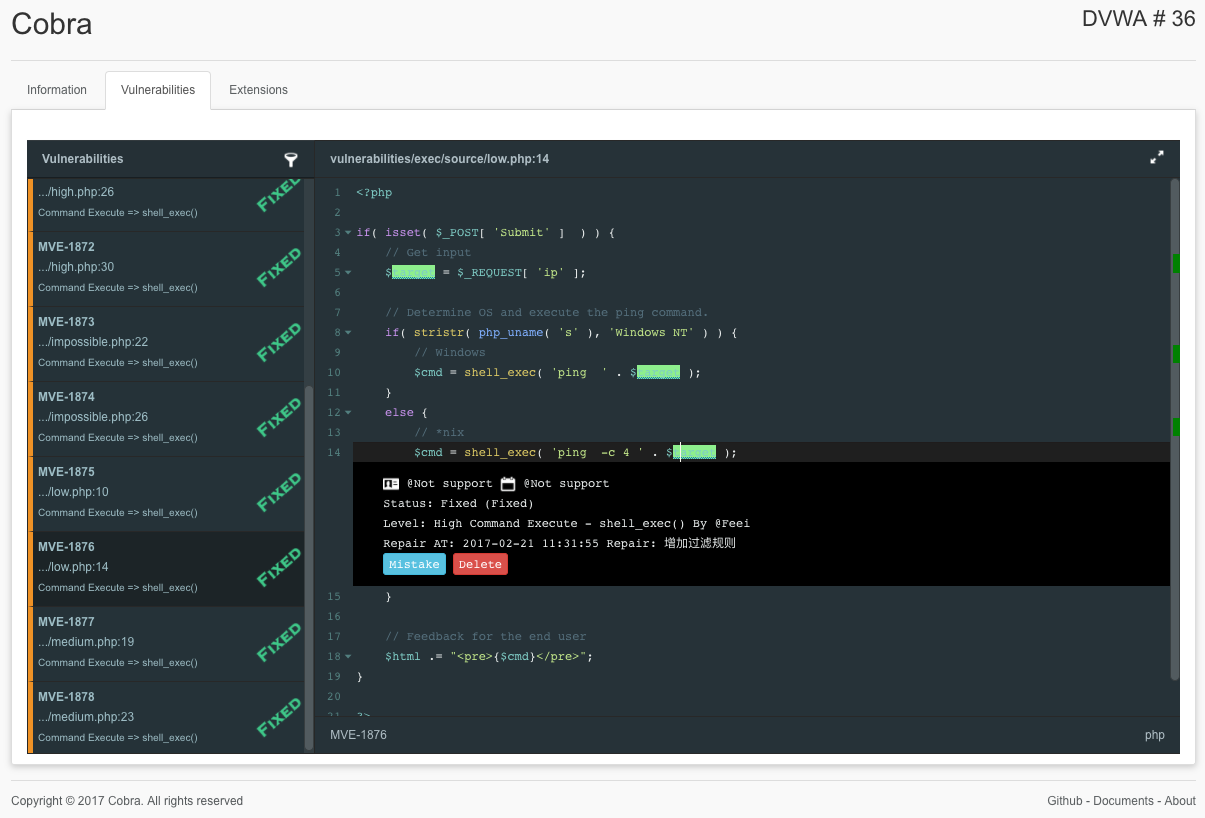 Cobra
DVWA # 36
Information
Vulnerabilities
Extensions
Vulnerabilities
.../high.php:26
Command Execute => shell_exec()
FIXED
MVE-1872
.../high.php:30
Command Execute => shell_exec()
FIXED
MVE-1873
.../impossible.php:22
Command Execute => shell_exec()
FIXED
MVE-1874
.../impossible.php:26
Command Execute => shell_exec()
FIXED
MVE-1875
.../low.php:10
Command Execute => shell_exec()
FIXED
MVE-1876
.../low.php:14
Command Execute => shell_exec()
FIXED
MVE-1877
.../medium.php:19
Command Execute => shell_exec()
FIXED
MVE-1878
.../medium.php:23
Command Execute => shell_exec()
FIXED
vulnerabilities/exec/source/low.php:14
1 <?php
2
3 if( isset( $_POST[ 'Submit' ]  ) ) {
4     // Get input
5     $target = $_REQUEST[ 'ip' ];
6
7     // Determine OS and execute the ping command.
8     if( stristr( php_uname( 's' ), 'Windows NT' ) ) {
9         // Windows
10         $cmd = shell_exec( 'ping  ' . $target );
11     }
12     else {
13         // *nix
14         $cmd = shell_exec( 'ping  -c 4 ' . $target );
@Not support @Not support
Status: Fixed (Fixed)
Level: High Command Execute - shell_exec() By @Feei
Repair AT: 2017-02-21 11:31:55 Repair: 增加过滤规则
Mistake Delete
15     }
16
17     // Feedback for the end user
18     $html .= "<pre>{$cmd}</pre>";
19 }
20
21 ?>
MVE-1876
php
Copyright © 2017 Cobra. All rights reserved
Github - Documents - About